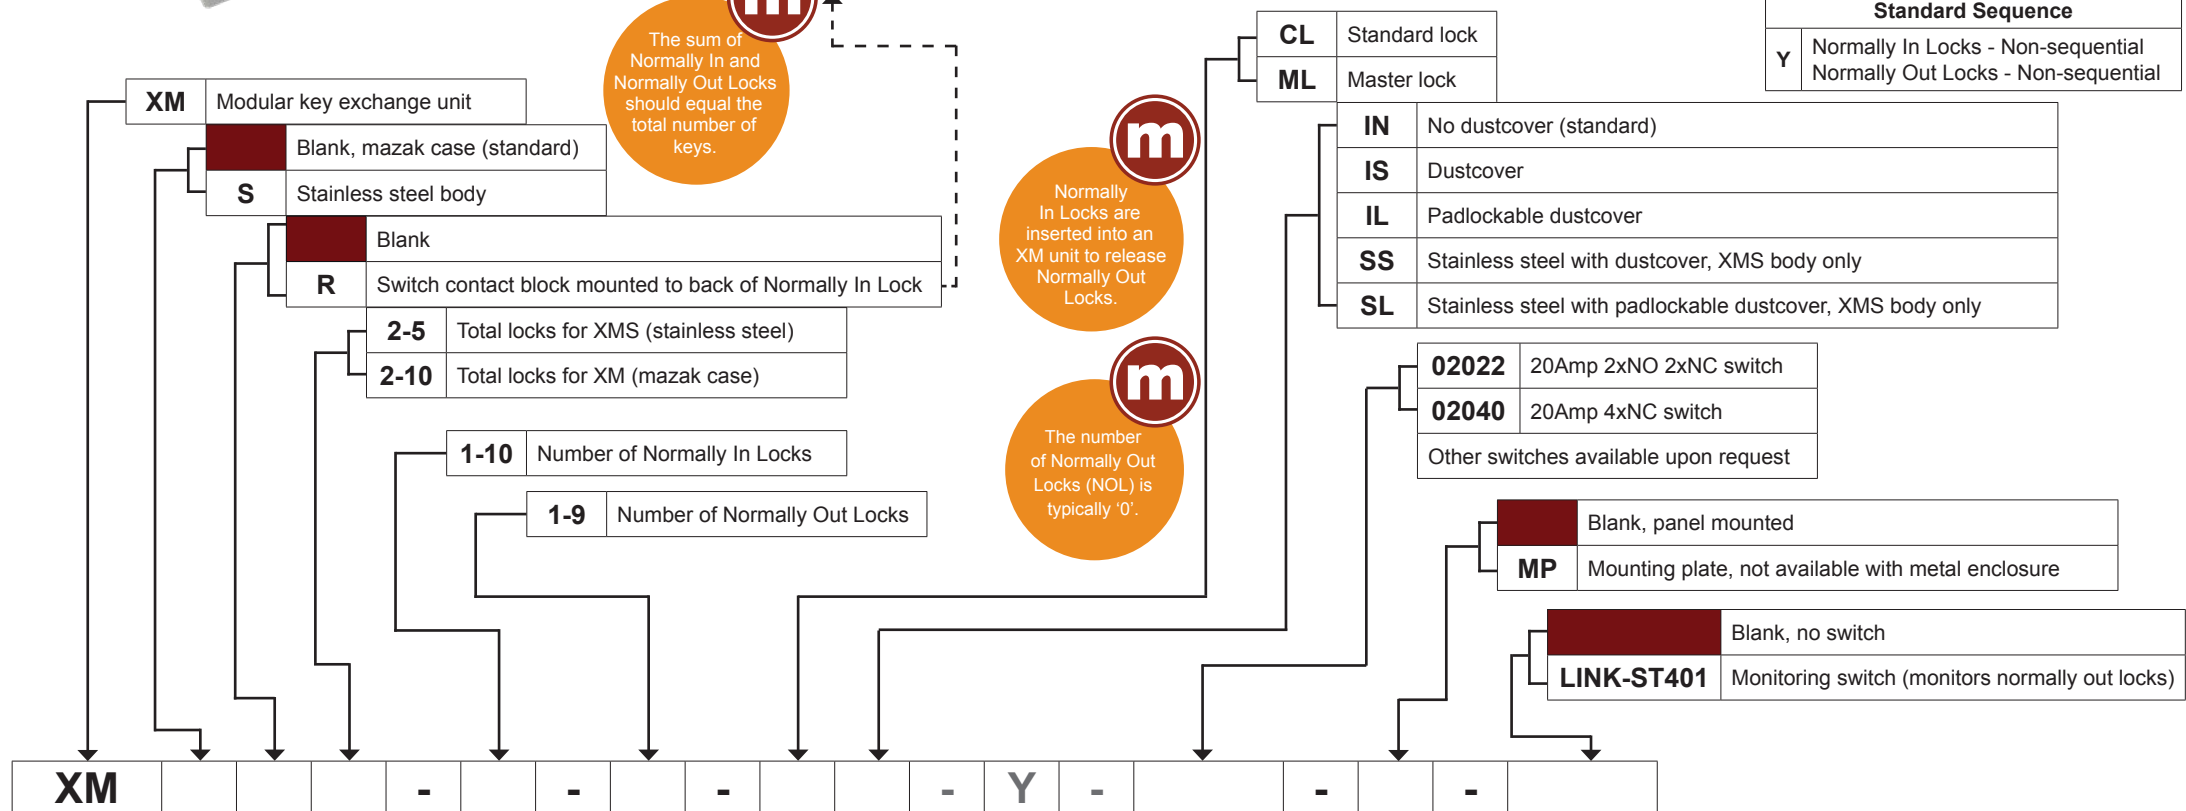 m
The sum of
Normally In and
Normally Out Locks
should equal the
total number of
keys.
CL Standard lock
ML Master lock
Standard Sequence
Y Normally In Locks - Non-sequential
Normally Out Locks - Non-sequential
XM Modular key exchange unit
Blank, mazak case (standard)
S Stainless steel body
Blank
R Switch contact block mounted to back of Normally In Lock
2-5 Total locks for XMS (stainless steel)
2-10 Total locks for XM (mazak case)
1-10 Number of Normally In Locks
1-9 Number of Normally Out Locks
m
Normally
In Locks are
inserted into an
XM unit to release
Normally Out
Locks.
m
The number
of Normally Out
Locks (NOL) is
typically ‘0’.
IN No dustcover (standard)
IS Dustcover
IL Padlockable dustcover
SS Stainless steel with dustcover, XMS body only
SL Stainless steel with padlockable dustcover, XMS body only
02022 20Amp 2xNO 2xNC switch
02040 20Amp 4xNC switch
Other switches available upon request
Blank, panel mounted
MP Mounting plate, not available with metal enclosure
Blank, no switch
LINK-ST401 Monitoring switch (monitors normally out locks)
XM - - - - Y - - -